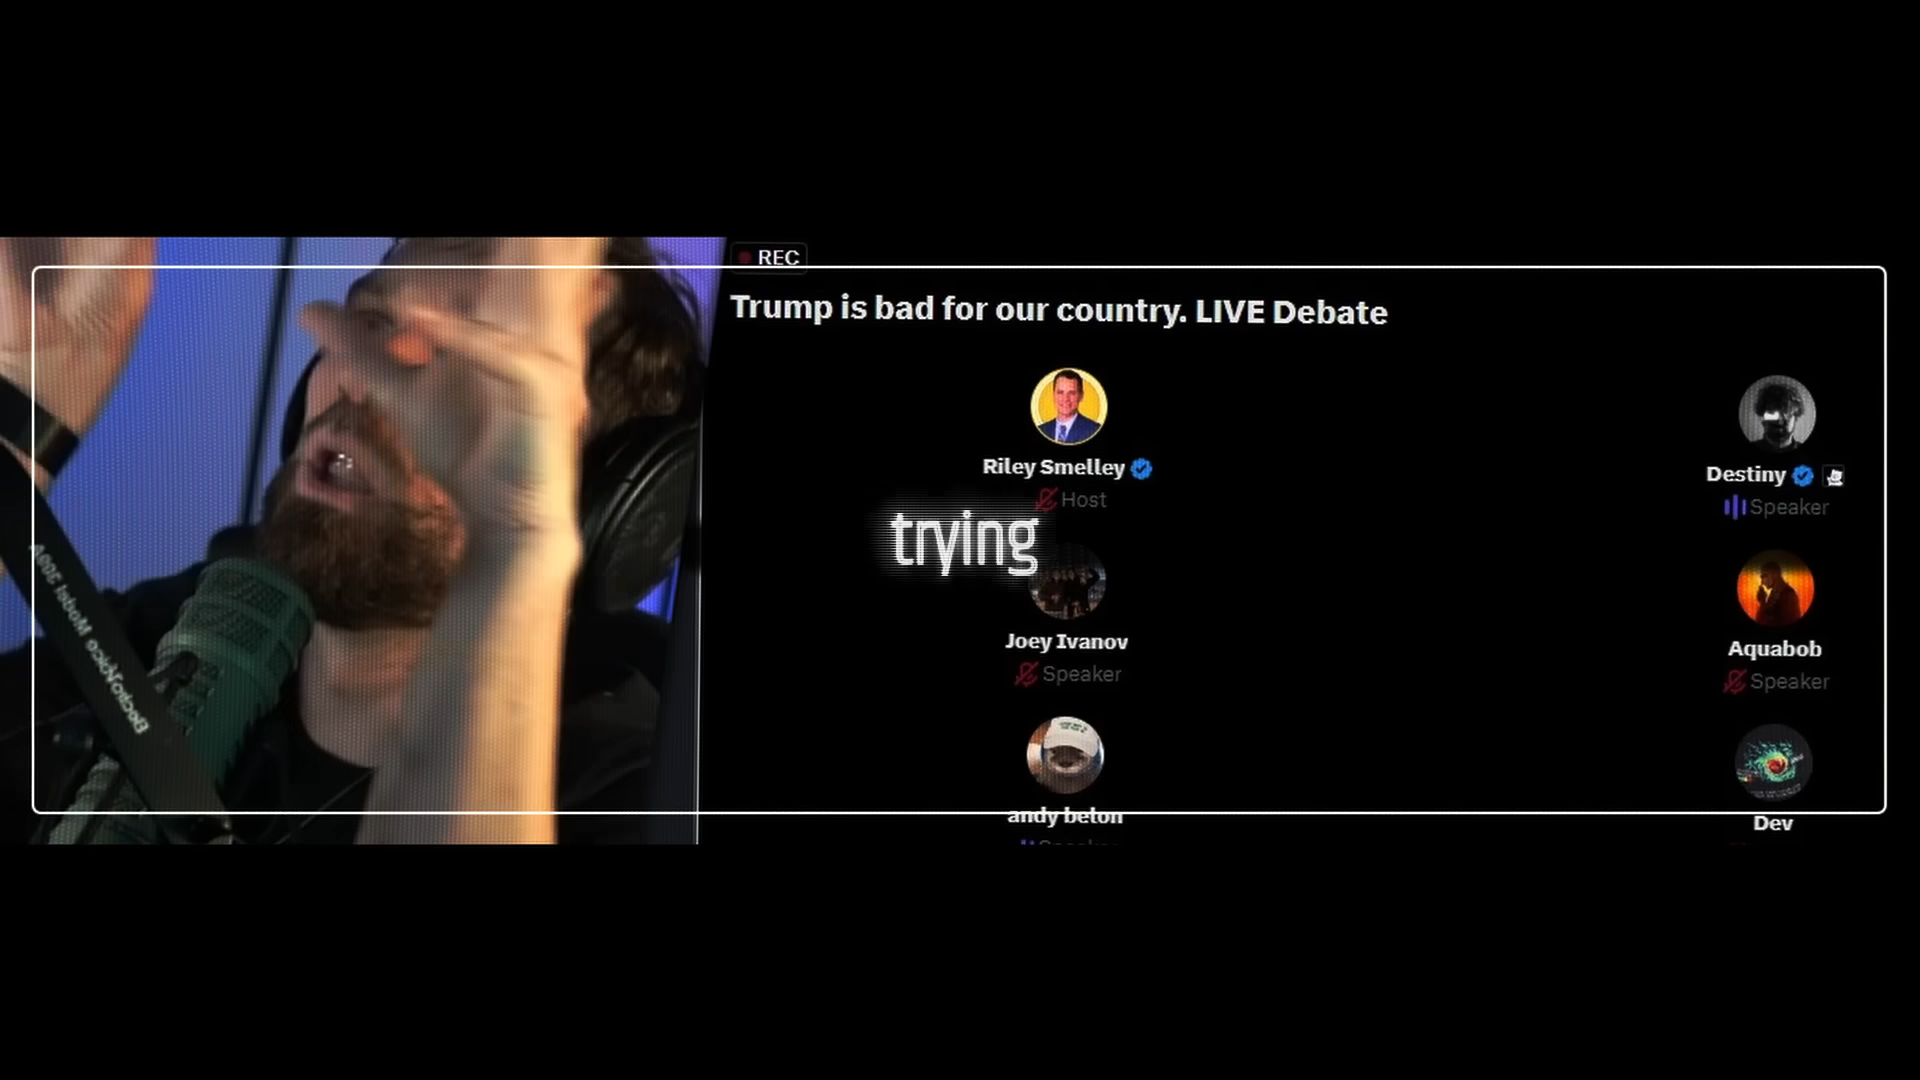 REC
Trump is bad for our country. LIVE Debate
Riley Smelley
Host
Destiny
Speaker
trying
Joey Ivanov
Speaker
Aquabob
Speaker
andy beton
Speaker
Dev